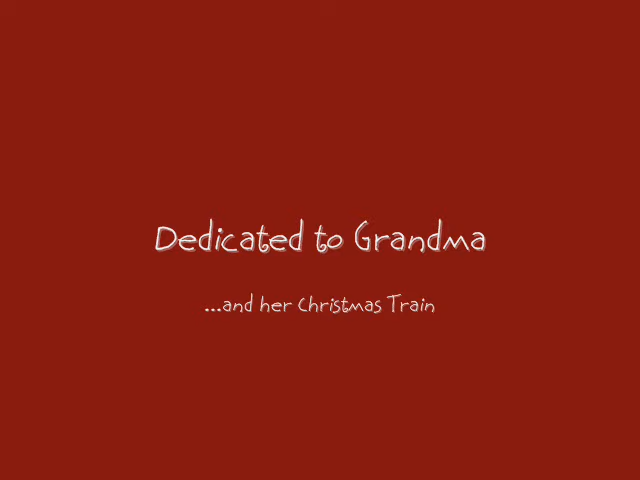 Dedicated to Grandma
...and her Christmas Train